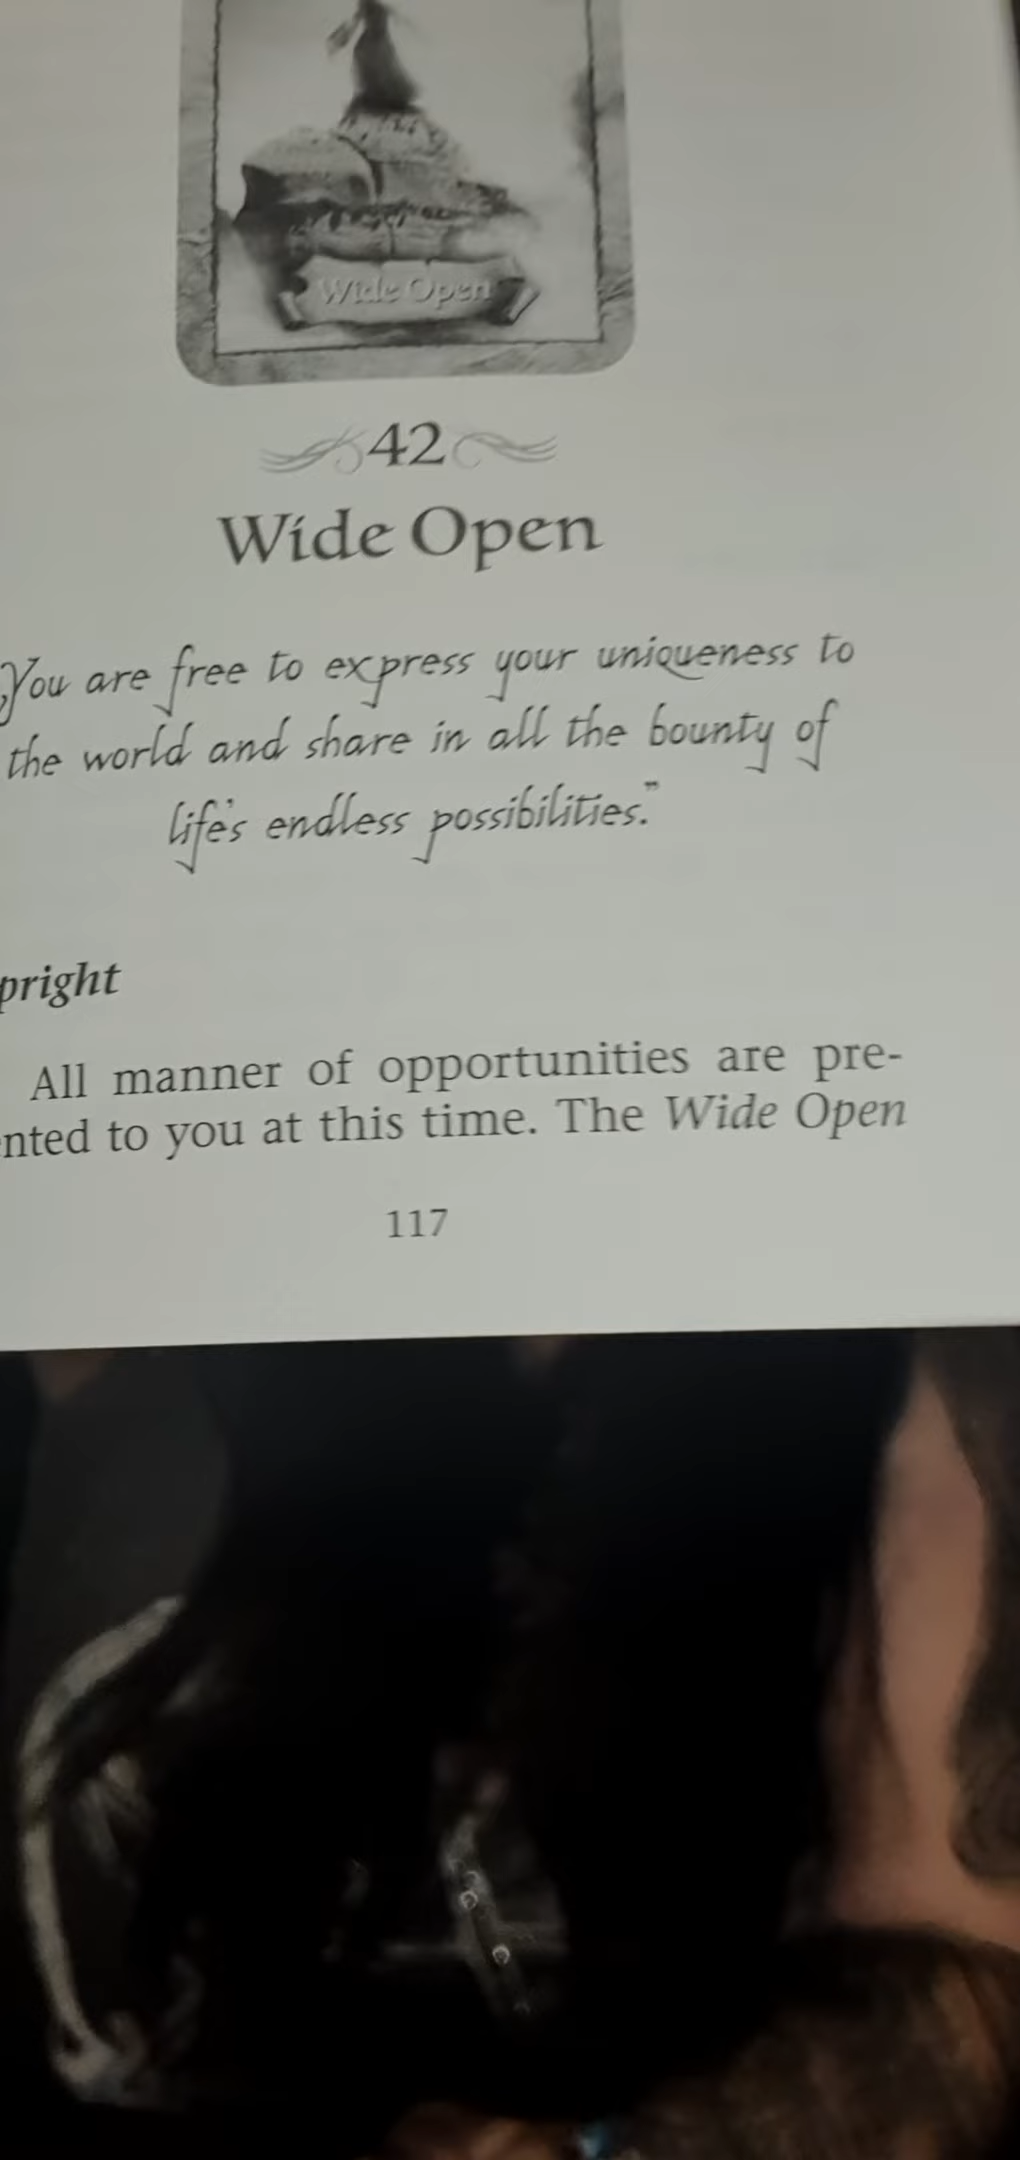 Wide Open
42
Wide Open
You are free to express your uniqueness to
the world and share in all the bounty of
life's endless possibilities."
pright
All manner of opportunities are pre-
nted to you at this time. The Wide Open
117